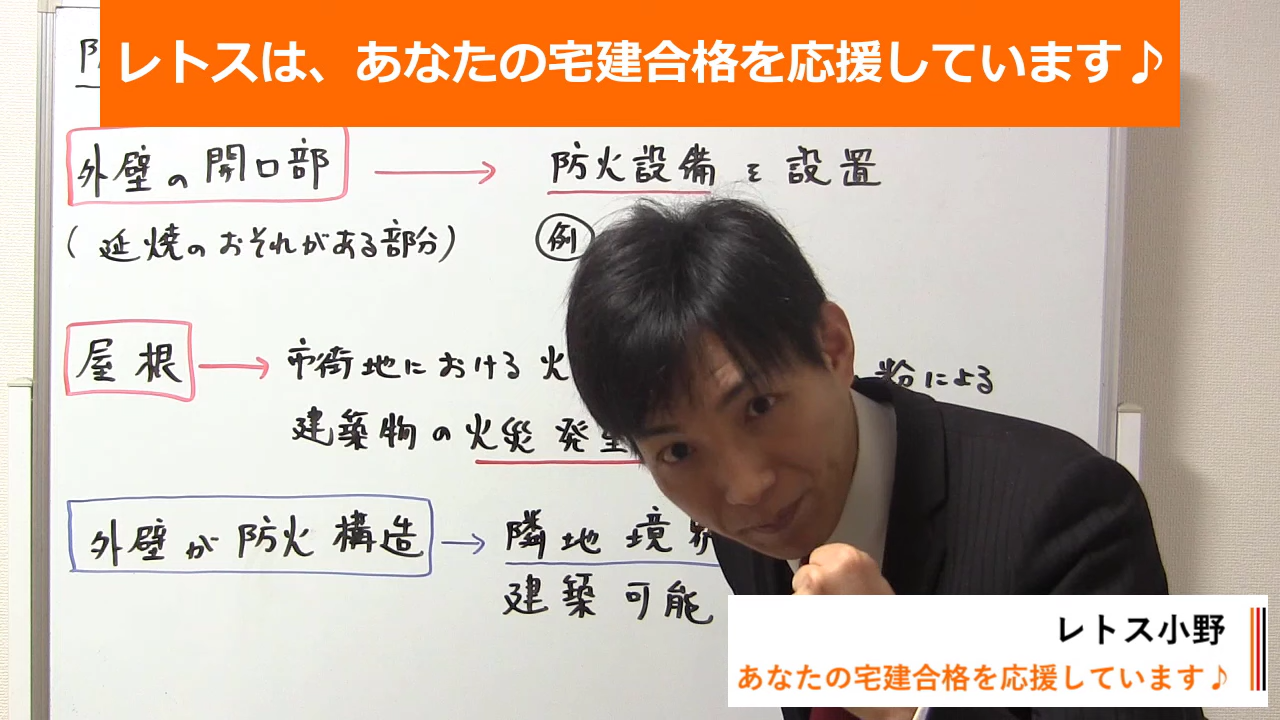 レトスは、あなたの宅建合格を応援しています♪
防
外壁の開口部 → 防火設備を設置
(延焼のおそれがある部分) 例
屋根 → 市街地における火 粉による
建築物の火災発生
外壁が防火構造 → 隣地境界
建築可能
レトス小野
あなたの宅建合格を応援しています♪